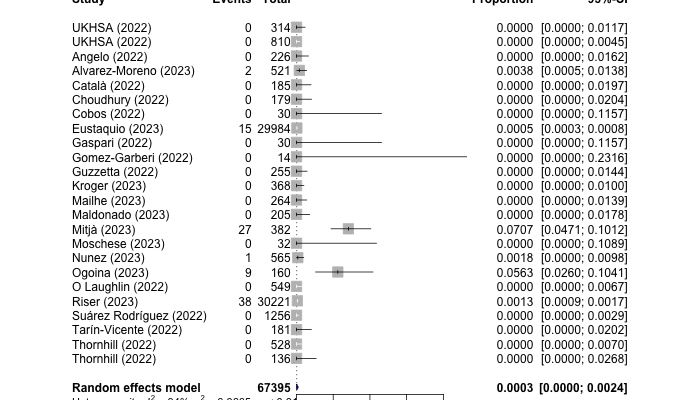 Study Events Total Proportion 95%-CI
UKHSA (2022) 0 314 0.0000 [0.0000; 0.0117]
UKHSA (2022) 0 810 0.0000 [0.0000; 0.0045]
Angelo (2022) 0 226 0.0000 [0.0000; 0.0162]
Alvarez-Moreno (2023) 2 521 0.0038 [0.0005; 0.0138]
Català (2022) 0 185 0.0000 [0.0000; 0.0197]
Choudhury (2022) 0 179 0.0000 [0.0000; 0.0204]
Cobos (2022) 0 30 0.0000 [0.0000; 0.1157]
Eustaquio (2023) 15 29984 0.0005 [0.0003; 0.0008]
Gaspari (2022) 0 30 0.0000 [0.0000; 0.1157]
Gomez-Garberi (2022) 0 14 0.0000 [0.0000; 0.2316]
Guzzetta (2022) 0 255 0.0000 [0.0000; 0.0144]
Kroger (2023) 0 368 0.0000 [0.0000; 0.0100]
Mailhe (2023) 0 264 0.0000 [0.0000; 0.0139]
Maldonado (2023) 0 205 0.0000 [0.0000; 0.0178]
Mitjà (2023) 27 382 0.0707 [0.0471; 0.1012]
Moschese (2023) 0 32 0.0000 [0.0000; 0.1089]
Nunez (2023) 1 565 0.0018 [0.0000; 0.0098]
Ogoina (2023) 9 160 0.0563 [0.0260; 0.1041]
O Laughlin (2022) 0 549 0.0000 [0.0000; 0.0067]
Riser (2023) 38 30221 0.0013 [0.0009; 0.0017]
Suárez Rodríguez (2022) 0 1256 0.0000 [0.0000; 0.0029]
Tarín-Vicente (2022) 0 181 0.0000 [0.0000; 0.0202]
Thornhill (2022) 0 528 0.0000 [0.0000; 0.0070]
Thornhill (2022) 0 136 0.0000 [0.0000; 0.0268]
Random effects model 67395 0.0003 [0.0000; 0.0024]